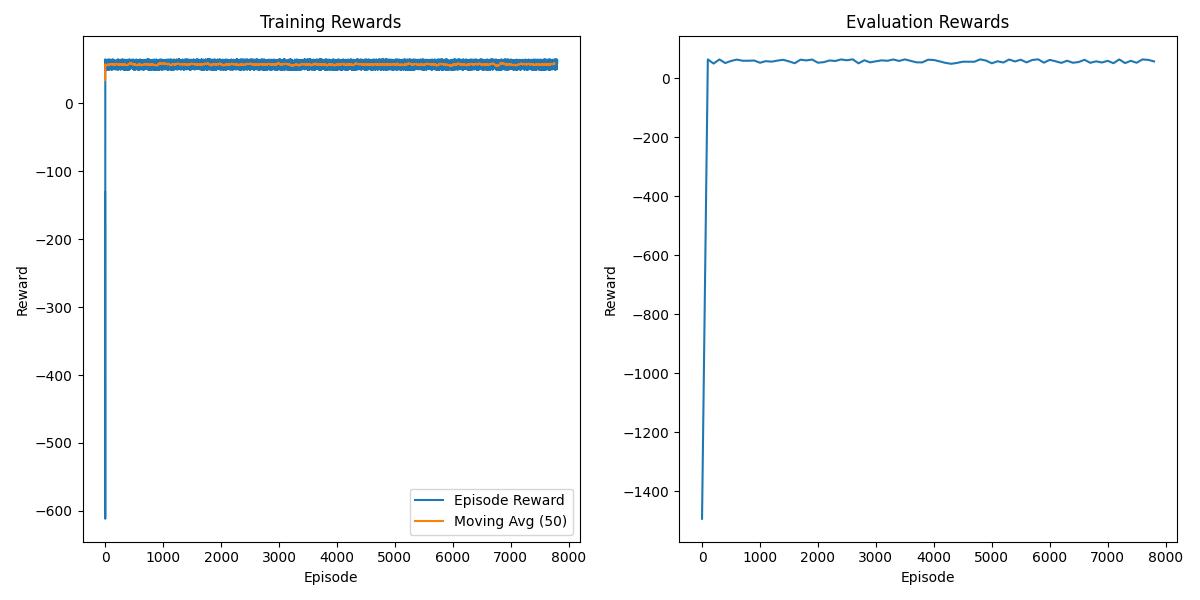 Training Rewards
Reward
0
−100
−200
−300
−400
−500
−600
0 1000 2000 3000 4000 5000 6000 7000 8000
Episode
Episode Reward
Moving Avg (50)
Evaluation Rewards
Reward
0
−200
−400
−600
−800
−1000
−1200
−1400
0 1000 2000 3000 4000 5000 6000 7000 8000
Episode